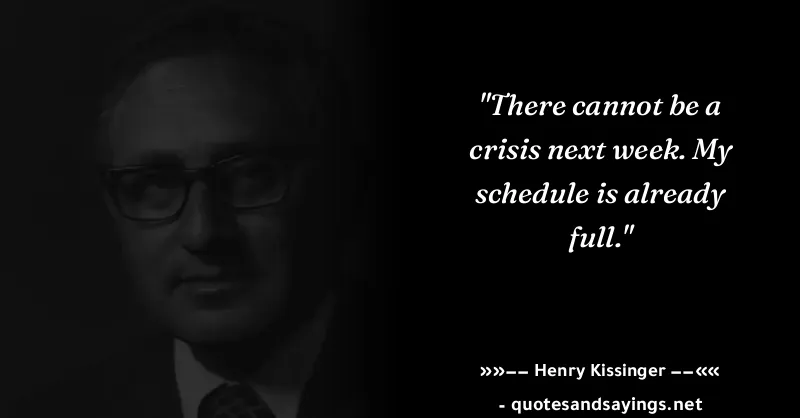 "There cannot be a
crisis next week. My
schedule is already
full."
»»–– Henry Kissinger ––««
- quotesandsayings.net